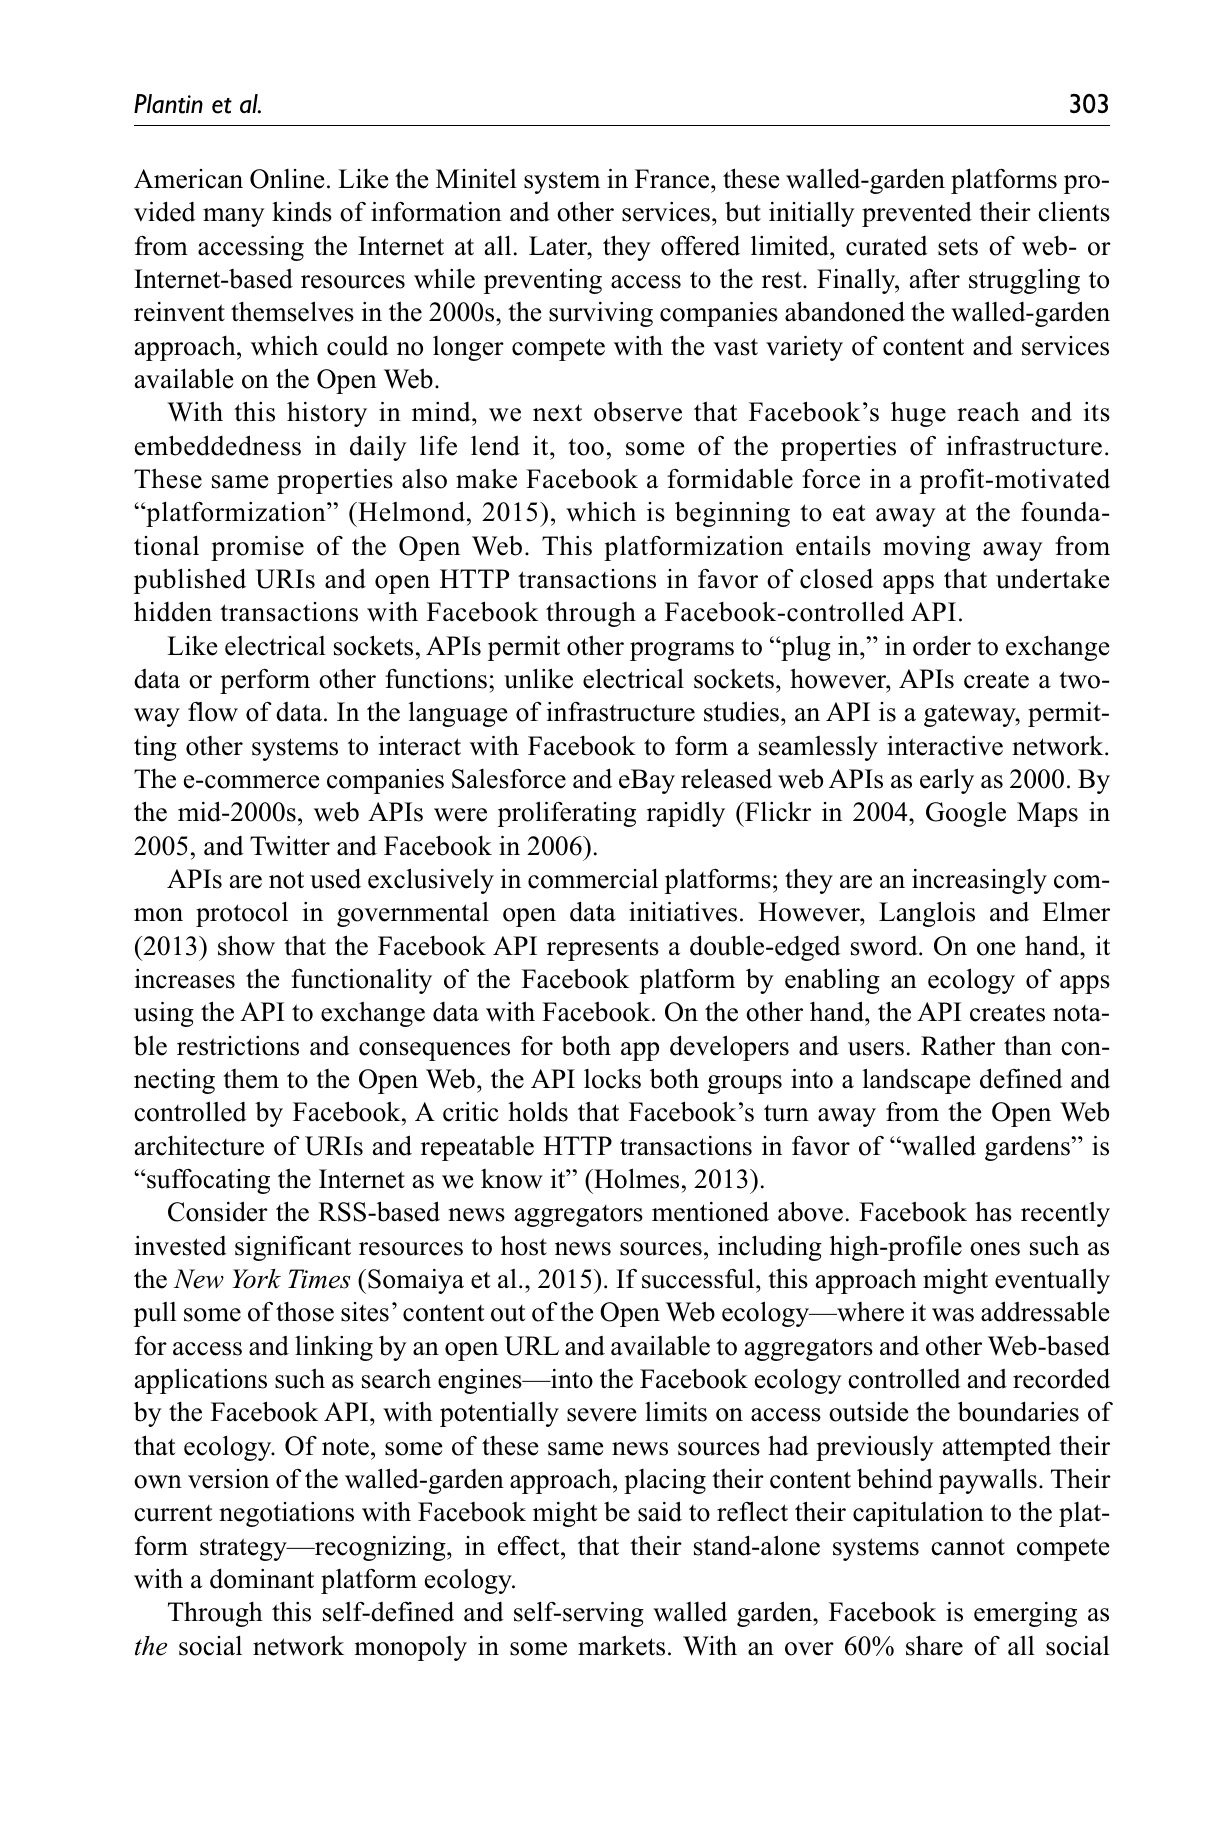 Plantin et al. 303
American Online. Like the Minitel system in France, these walled-garden platforms pro-
vided many kinds of information and other services, but initially prevented their clients
from accessing the Internet at all. Later, they offered limited, curated sets of web- or
Internet-based resources while preventing access to the rest. Finally, after struggling to
reinvent themselves in the 2000s, the surviving companies abandoned the walled-garden
approach, which could no longer compete with the vast variety of content and services
available on the Open Web.
With this history in mind, we next observe that Facebook’s huge reach and its
embeddedness in daily life lend it, too, some of the properties of infrastructure.
These same properties also make Facebook a formidable force in a profit-motivated
“platformization” (Helmond, 2015), which is beginning to eat away at the founda-
tional promise of the Open Web. This platformization entails moving away from
published URIs and open HTTP transactions in favor of closed apps that undertake
hidden transactions with Facebook through a Facebook-controlled API.
Like electrical sockets, APIs permit other programs to “plug in,” in order to exchange
data or perform other functions; unlike electrical sockets, however, APIs create a two-
way flow of data. In the language of infrastructure studies, an API is a gateway, permit-
ting other systems to interact with Facebook to form a seamlessly interactive network.
The e-commerce companies Salesforce and eBay released web APIs as early as 2000. By
the mid-2000s, web APIs were proliferating rapidly (Flickr in 2004, Google Maps in
2005, and Twitter and Facebook in 2006).
APIs are not used exclusively in commercial platforms; they are an increasingly com-
mon protocol in governmental open data initiatives. However, Langlois and Elmer
(2013) show that the Facebook API represents a double-edged sword. On one hand, it
increases the functionality of the Facebook platform by enabling an ecology of apps
using the API to exchange data with Facebook. On the other hand, the API creates nota-
ble restrictions and consequences for both app developers and users. Rather than con-
necting them to the Open Web, the API locks both groups into a landscape defined and
controlled by Facebook, A critic holds that Facebook’s turn away from the Open Web
architecture of URIs and repeatable HTTP transactions in favor of “walled gardens” is
“suffocating the Internet as we know it” (Holmes, 2013).
Consider the RSS-based news aggregators mentioned above. Facebook has recently
invested significant resources to host news sources, including high-profile ones such as
the New York Times (Somaiya et al., 2015). If successful, this approach might eventually
pull some of those sites’ content out of the Open Web ecology—where it was addressable
for access and linking by an open URL and available to aggregators and other Web-based
applications such as search engines—into the Facebook ecology controlled and recorded
by the Facebook API, with potentially severe limits on access outside the boundaries of
that ecology. Of note, some of these same news sources had previously attempted their
own version of the walled-garden approach, placing their content behind paywalls. Their
current negotiations with Facebook might be said to reflect their capitulation to the plat-
form strategy—recognizing, in effect, that their stand-alone systems cannot compete
with a dominant platform ecology.
Through this self-defined and self-serving walled garden, Facebook is emerging as
the social network monopoly in some markets. With an over 60% share of all social